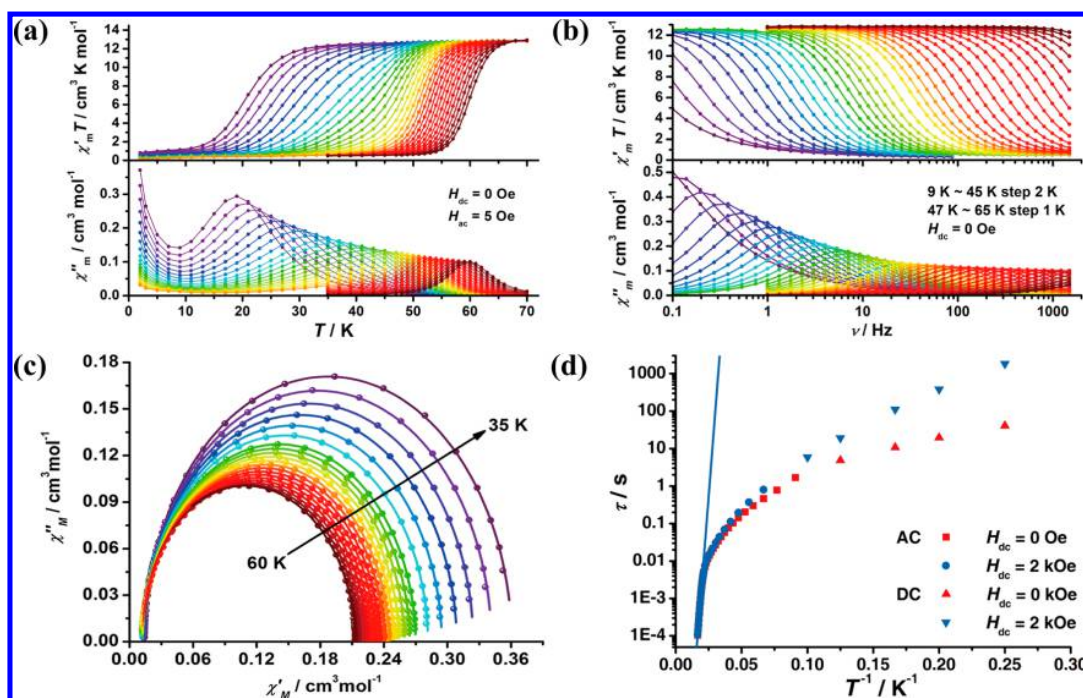 (a)
χ'mT / cm³ K mol⁻¹
14
12
10
8
6
4
2
0
χ''m / cm³ mol⁻¹
0.3
0.2
0.1
0.0
Hdc = 0 Oe
Hac = 5 Oe
0 10 20 30 40 50 60 70
T / K
(b)
χ'mT / cm³ K mol⁻¹
12
10
8
6
4
2
0
χ''m / cm³ mol⁻¹
0.5
0.4
0.3
0.2
0.1
0.0
9 K ~ 45 K step 2 K
47 K ~ 65 K step 1 K
Hdc = 0 Oe
0.1 1 10 100 1000
ν / Hz
(c)
χ''M / cm³mol⁻¹
0.18
0.15
0.12
0.09
0.06
0.03
0.00
35 K
60 K
0.00 0.06 0.12 0.18 0.24 0.30 0.36
χ'M / cm³mol⁻¹
(d)
τ / s
1000
100
10
1
0.1
0.01
1E-3
1E-4
AC Hdc = 0 Oe
Hdc = 2 kOe
DC Hdc = 0 kOe
Hdc = 2 kOe
0.00 0.05 0.10 0.15 0.20 0.25 0.30
T⁻¹ / K⁻¹